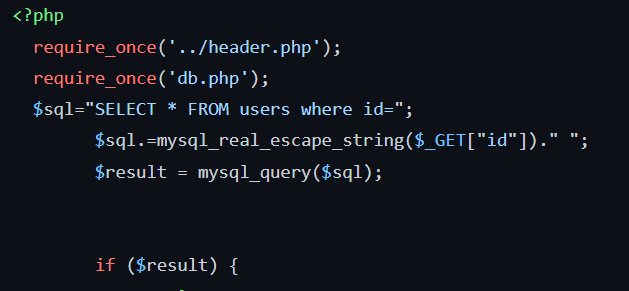 <?php
require_once('../header.php');
require_once('db.php');
$sql="SELECT * FROM users where id=";
$sql.=mysql_real_escape_string($_GET["id"])." ";
$result = mysql_query($sql);
if ($result) {